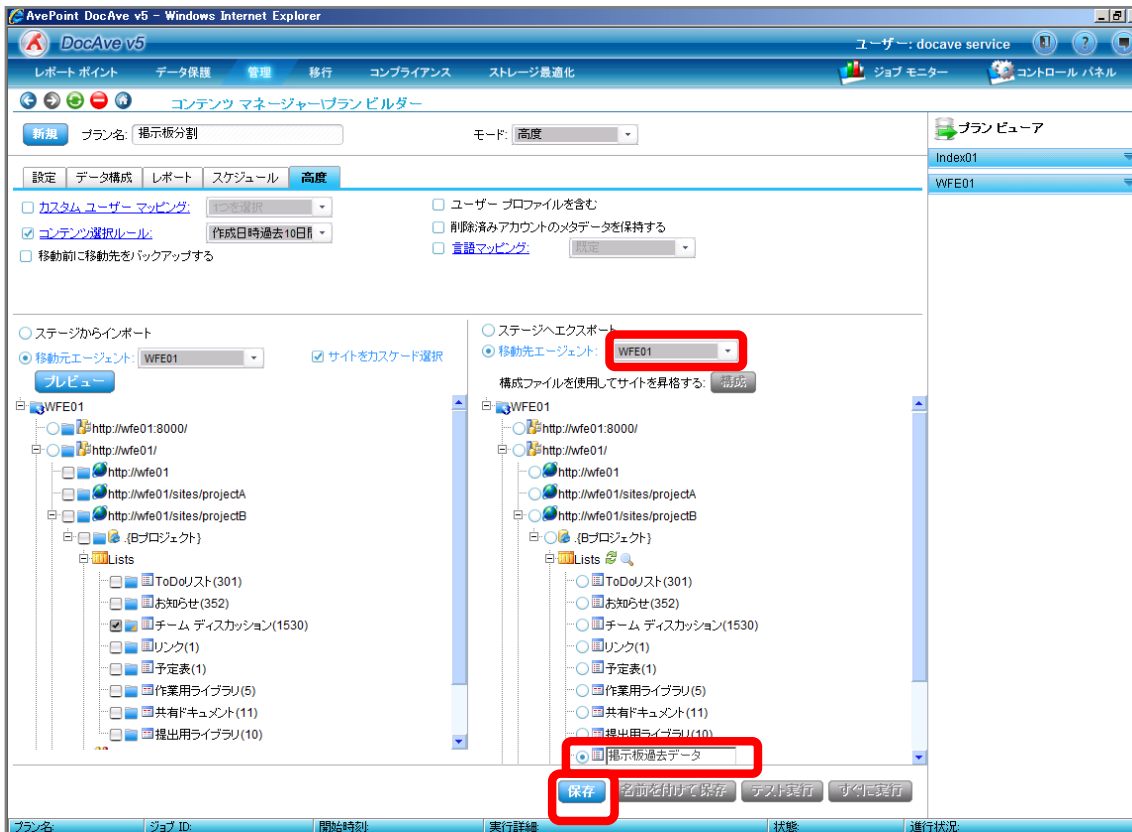 AvePoint DocAve v5 - Windows Internet Explorer
DocAve v5
ユーザー: docave service
レポート ポイント データ保護 管理 移行 コンプライアンス ストレージ最適化 ジョブ モニター コントロール パネル
コンテンツ マネージャー\プラン ビルダー
新規 プラン名: 掲示板分割 モード: 高度
プラン ビューア
Index01
WFE01
設定 データ構成 レポート スケジュール 高度
カスタム ユーザー マッピング: 1つを選択 ユーザー プロファイルを含む
コンテンツ選択ルール: 作成日時過去10日 削除済みアカウントのメタデータを保持する
移動前に移動先をバックアップする 言語マッピング: 既定
ステージからインポート
移動元エージェント: WFE01 サイトをカスケード選択
プレビュー
WFE01
http://wfe01:8000/
http://wfe01/
http://wfe01
http://wfe01/sites/projectA
http://wfe01/sites/projectB
.{Bプロジェクト}
Lists
ToDoリスト(301)
お知らせ(352)
チーム ディスカッション(1530)
リンク(1)
予定表(1)
作業用ライブラリ(5)
共有ドキュメント(11)
提出用ライブラリ(10)
ステージへエクスポート
移動先エージェント: WFE01
構成ファイルを使用してサイトを昇格する: 構成
WFE01
http://wfe01:8000/
http://wfe01/
http://wfe01
http://wfe01/sites/projectA
http://wfe01/sites/projectB
.{Bプロジェクト}
Lists
ToDoリスト(301)
お知らせ(352)
チーム ディスカッション(1530)
リンク(1)
予定表(1)
作業用ライブラリ(5)
共有ドキュメント(11)
提出用ライブラリ(10)
掲示板過去データ
保存 名前を付けて保存 テスト実行 すぐに実行
プラン名: ジョブ ID: 開始時刻: 実行詳細: 状態: 進行状況: